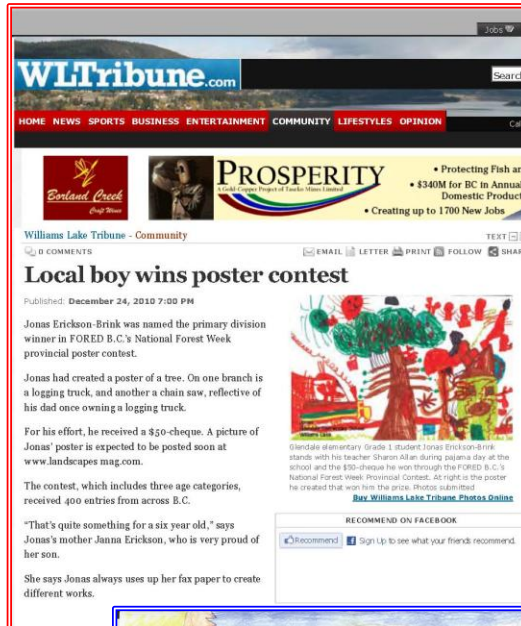 Jobs
WLTribune.com
Search
HOME NEWS SPORTS BUSINESS ENTERTAINMENT COMMUNITY LIFESTYLES OPINION
Borland Creek
PROSPERITY
A Gold-Copper Project of Taseko Mines Limited
• Protecting Fish an
• $340M for BC in Annual
Domestic Product
• Creating up to 1700 New Jobs
Williams Lake Tribune - Community
TEXT
0 COMMENTS
EMAIL LETTER PRINT FOLLOW SHAR
Local boy wins poster contest
Published: December 24, 2010 7:00 PM
Jonas Erickson-Brink was named the primary division
winner in FORED B.C.'s National Forest Week
provincial poster contest.
Jonas had created a poster of a tree. On one branch is
a logging truck, and another a chain saw, reflective of
his dad once owning a logging truck.
For his effort, he received a $50-cheque. A picture of
Jonas' poster is expected to be posted soon at
www.landscapes mag.com.
The contest, which includes three age categories,
received 400 entries from across B.C.
"That's quite something for a six year old," says
Jonas's mother Janna Erickson, who is very proud of
her son.
She says Jonas always uses up her fax paper to create
different works.
Glendale elementary Grade 1 student Jonas Erickson-Brink
stands with his teacher Sharon Allan during pajama day at the
school and the $50-cheque he won through the FORED B.C.'s
National Forest Week Provincial Contest. At right is the poster
he created that won him the prize. Photos submitted
Buy Williams Lake Tribune Photos Online
RECOMMEND ON FACEBOOK
Recommend Sign Up to see what your friends recommend.